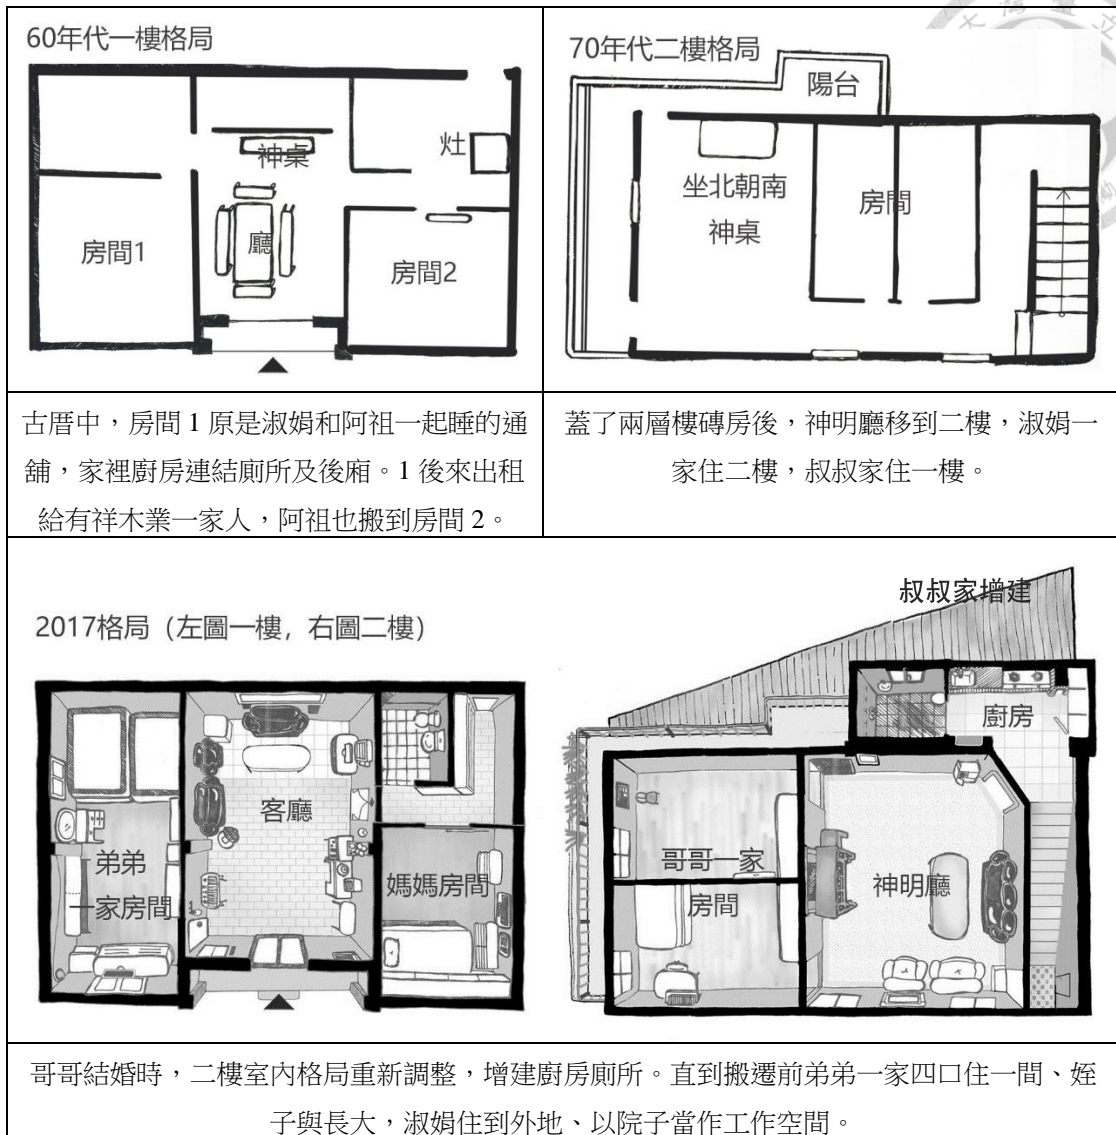 60年代一樓格局
神桌
灶
廳
房間1
房間2
70年代二樓格局
陽台
坐北朝南
神桌
房間
古厝中，房間 1 原是淑娟和阿祖一起睡的通
舖，家裡廚房連結廁所及後廂。1 後來出租
給有祥木業一家人，阿祖也搬到房間 2。
蓋了兩層樓磚房後，神明廳移到二樓，淑娟一
家住二樓，叔叔家住一樓。
2017格局（左圖一樓，右圖二樓）
客廳
弟弟
一家房間
媽媽房間
叔叔家增建
廚房
哥哥一家
房間
神明廳
哥哥結婚時，二樓室內格局重新調整，增建廚房廁所。直到搬遷前弟弟一家四口住一間、姪
子與長大，淑娟住到外地、以院子當作工作空間。